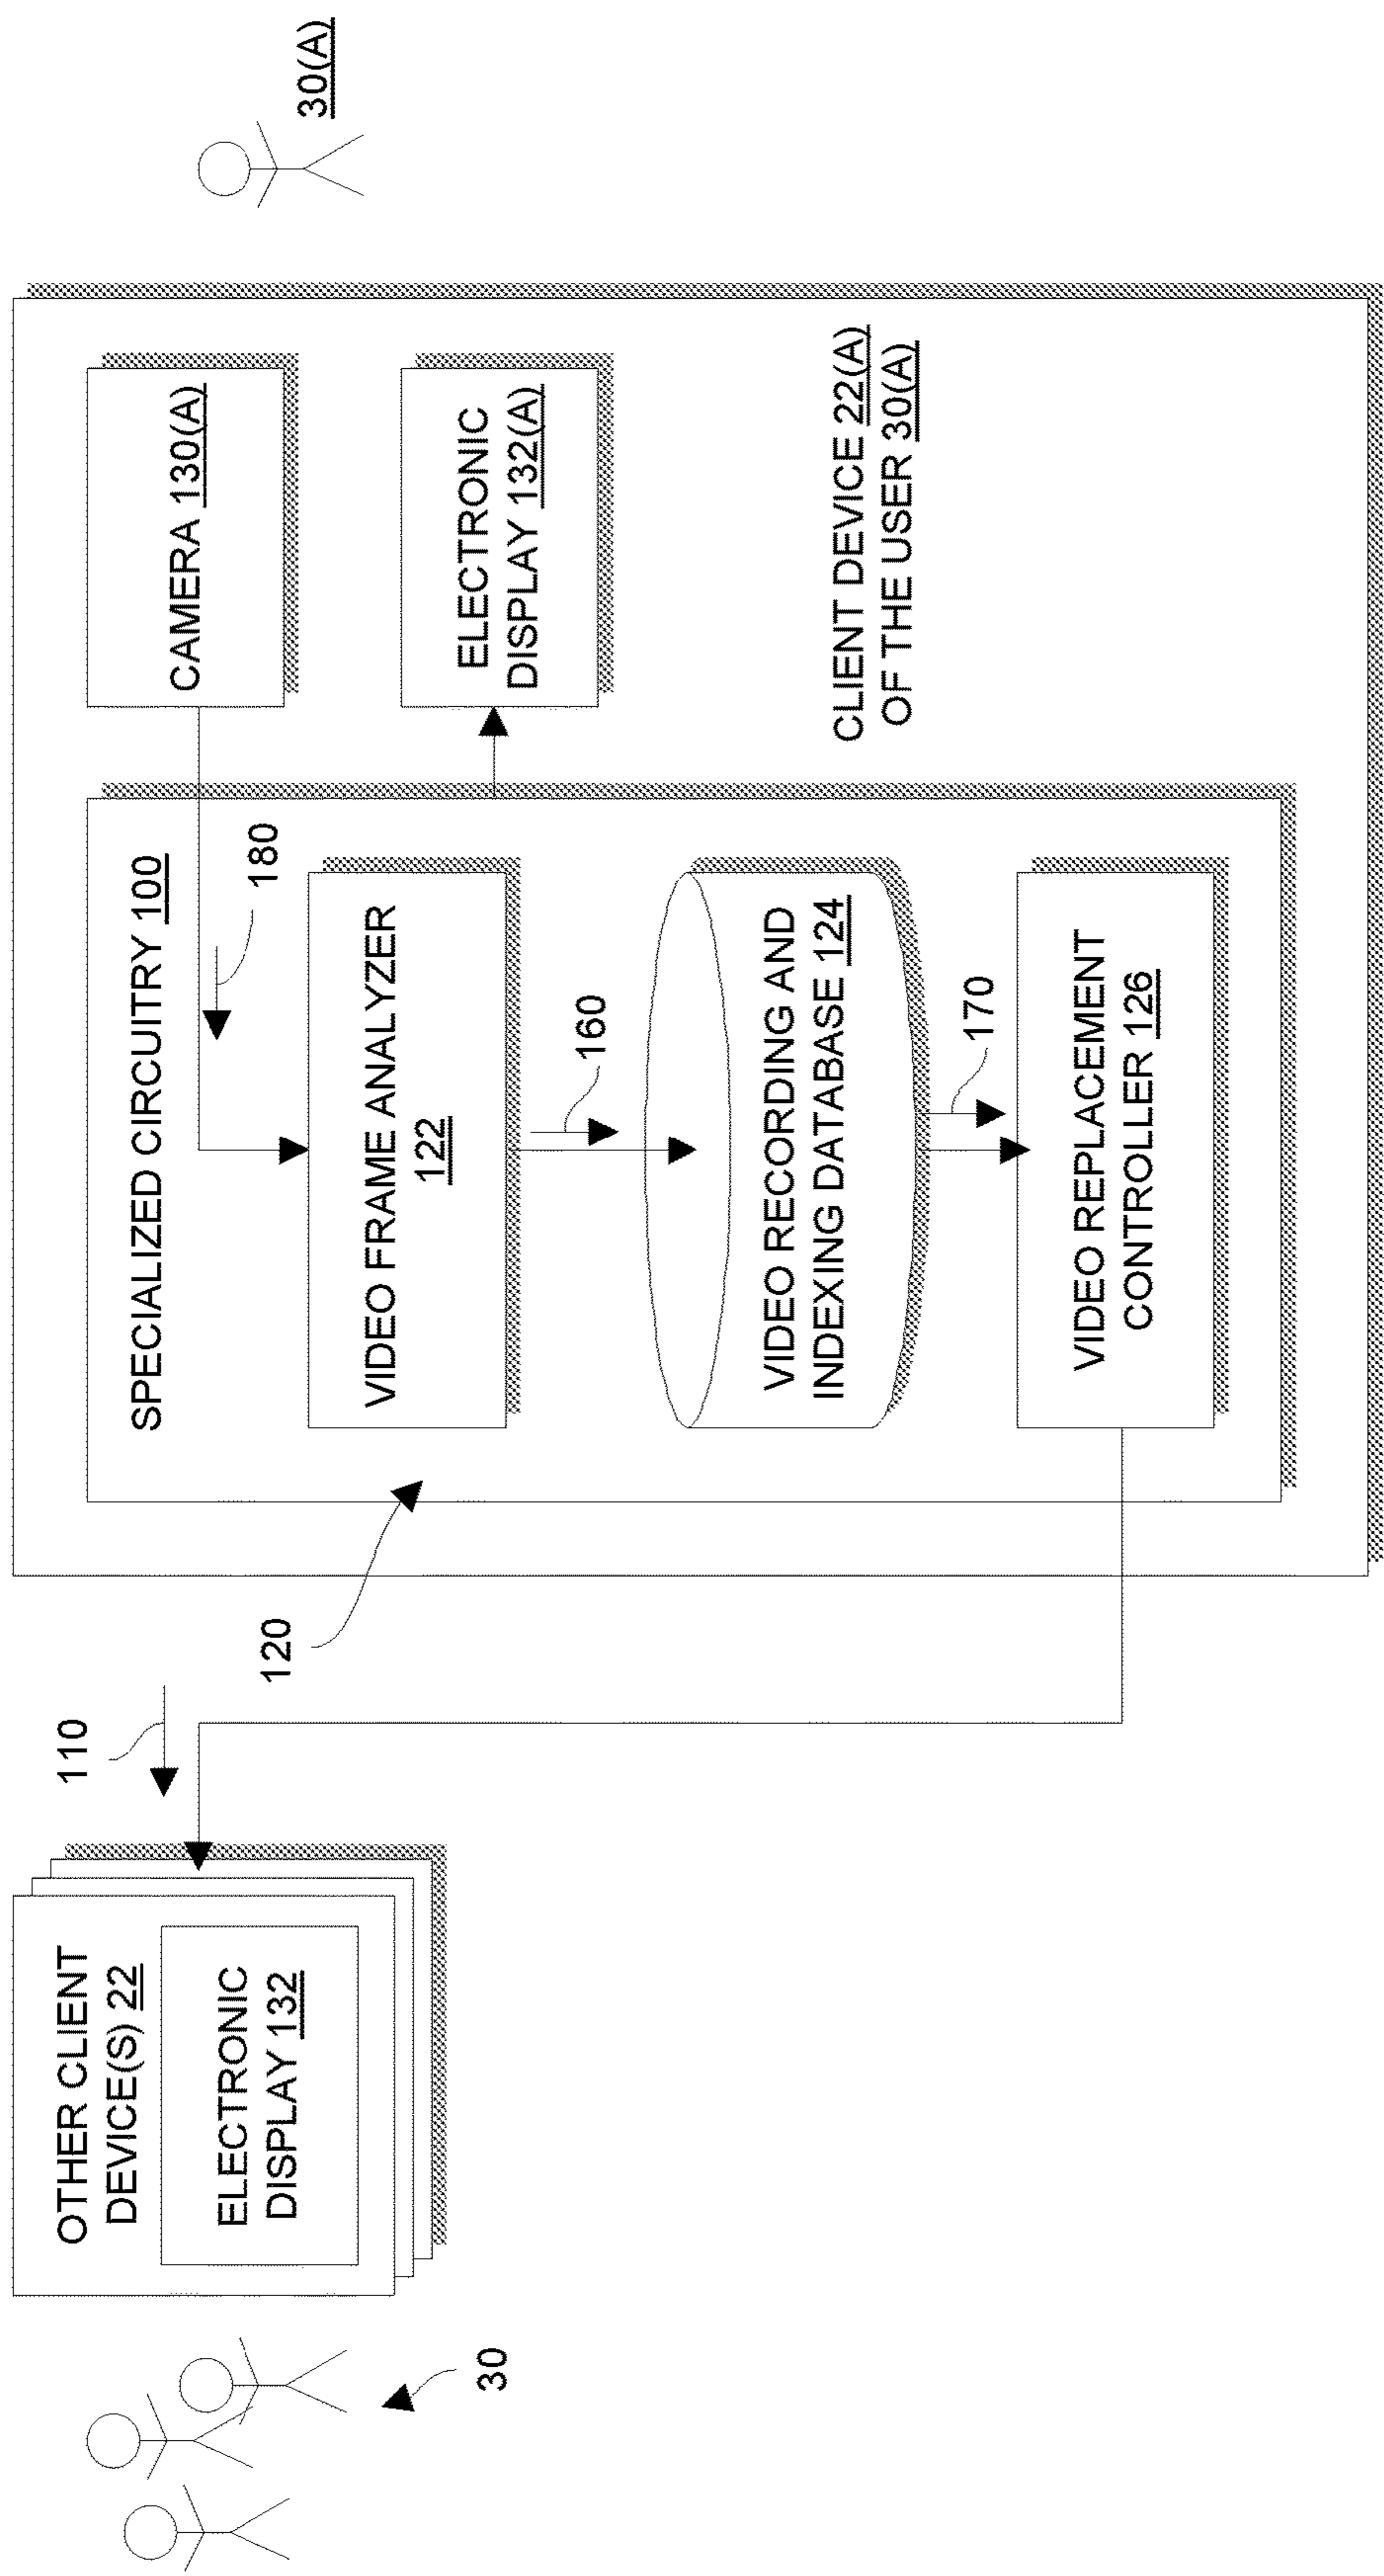 OTHER CLIENT
DEVICE(S) 22
ELECTRONIC
DISPLAY 132
30
110
120
SPECIALIZED CIRCUITRY 100
180
VIDEO FRAME ANALYZER
122
160
VIDEO RECORDING AND
INDEXING DATABASE 124
170
VIDEO REPLACEMENT
CONTROLLER 126
CAMERA 130(A)
ELECTRONIC
DISPLAY 132(A)
CLIENT DEVICE 22(A)
OF THE USER 30(A)
30(A)